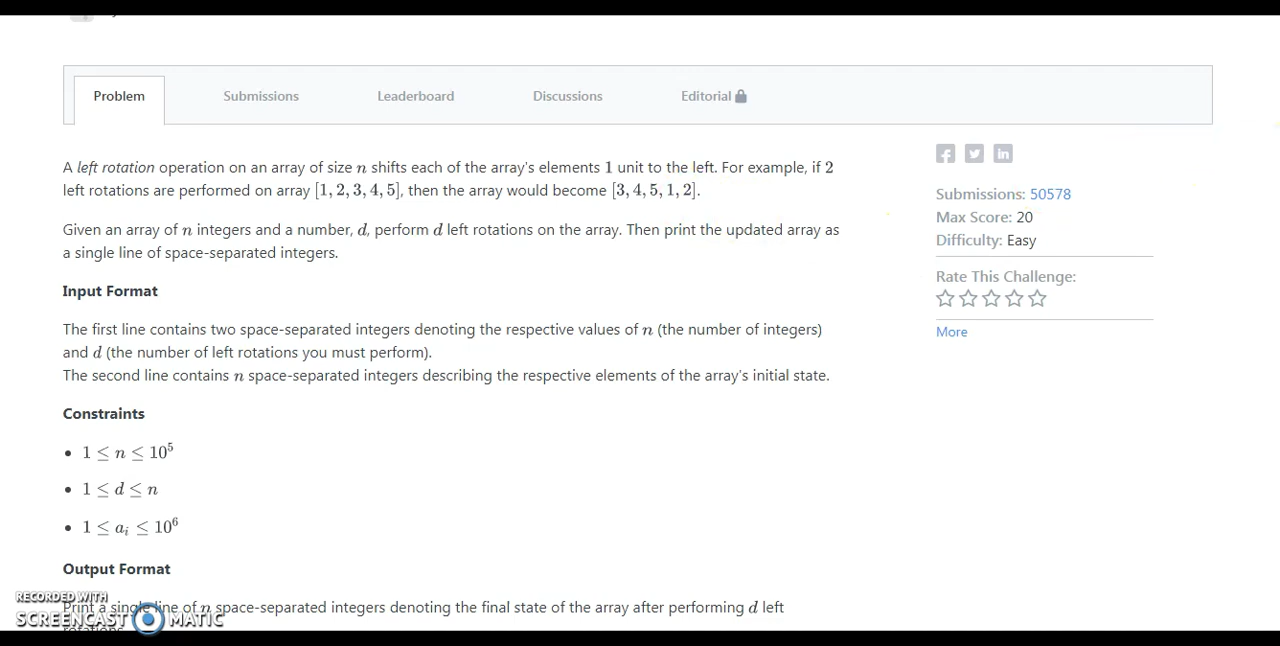 Problem
Submissions
Leaderboard
Discussions
Editorial
A left rotation operation on an array of size n shifts each of the array's elements 1 unit to the left. For example, if 2
left rotations are performed on array [1, 2, 3, 4, 5], then the array would become [3, 4, 5, 1, 2].
Given an array of n integers and a number, d, perform d left rotations on the array. Then print the updated array as
a single line of space-separated integers.
Input Format
The first line contains two space-separated integers denoting the respective values of n (the number of integers)
and d (the number of left rotations you must perform).
The second line contains n space-separated integers describing the respective elements of the array's initial state.
Constraints
• 1 ≤ n ≤ 10⁵
• 1 ≤ d ≤ n
• 1 ≤ aᵢ ≤ 10⁶
Output Format
Print a single line of n space-separated integers denoting the final state of the array after performing d left
rotations.
Submissions: 50578
Max Score: 20
Difficulty: Easy
Rate This Challenge:
More
RECORDED WITH
SCREENCAST MATIC